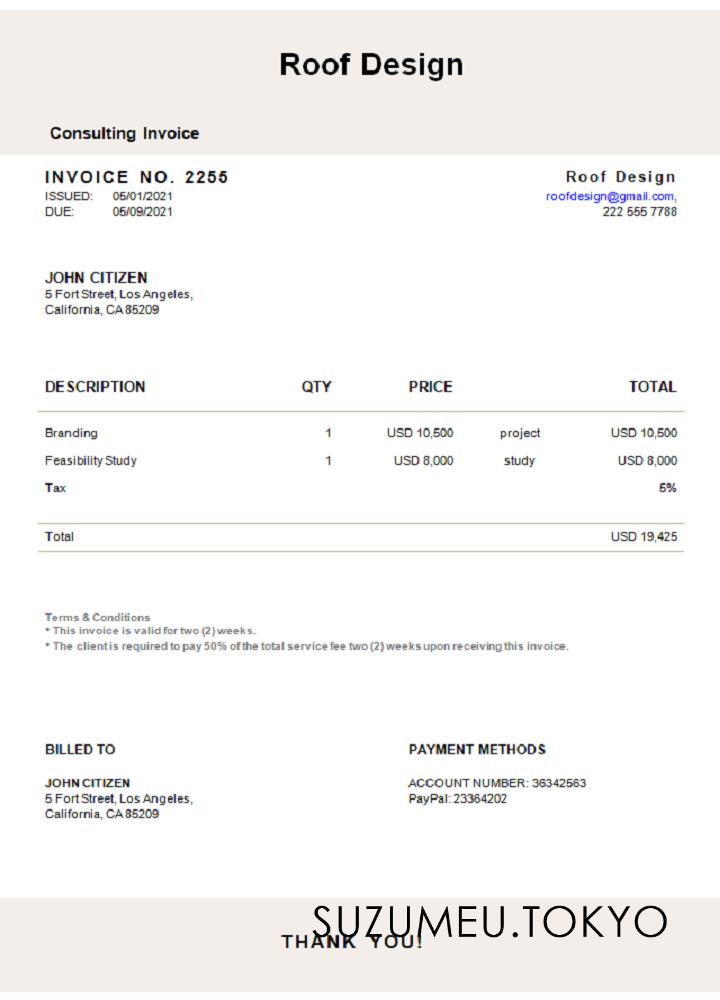 Roof Design
Consulting Invoice
INVOICE NO. 2255
Roof Design
ISSUED: 05/01/2021
roofdesign@gmail.com,
DUE: 05/09/2021
222 555 7788
JOHN CITIZEN
5 Fort Street, Los Angeles,
California, CA 85209
DESCRIPTION QTY PRICE TOTAL
Branding 1 USD 10,500 project USD 10,500
Feasibility Study 1 USD 8,000 study USD 8,000
Tax 5%
Total USD 19,425
Terms & Conditions
* This invoice is valid for two (2) weeks.
* The client is required to pay 50% of the total service fee two (2) weeks upon receiving this invoice.
BILLED TO
JOHN CITIZEN
5 Fort Street, Los Angeles,
California, CA 85209
PAYMENT METHODS
ACCOUNT NUMBER: 36342563
PayPal: 23364202
SUZUMEU.TOKYO
THANK YOU!